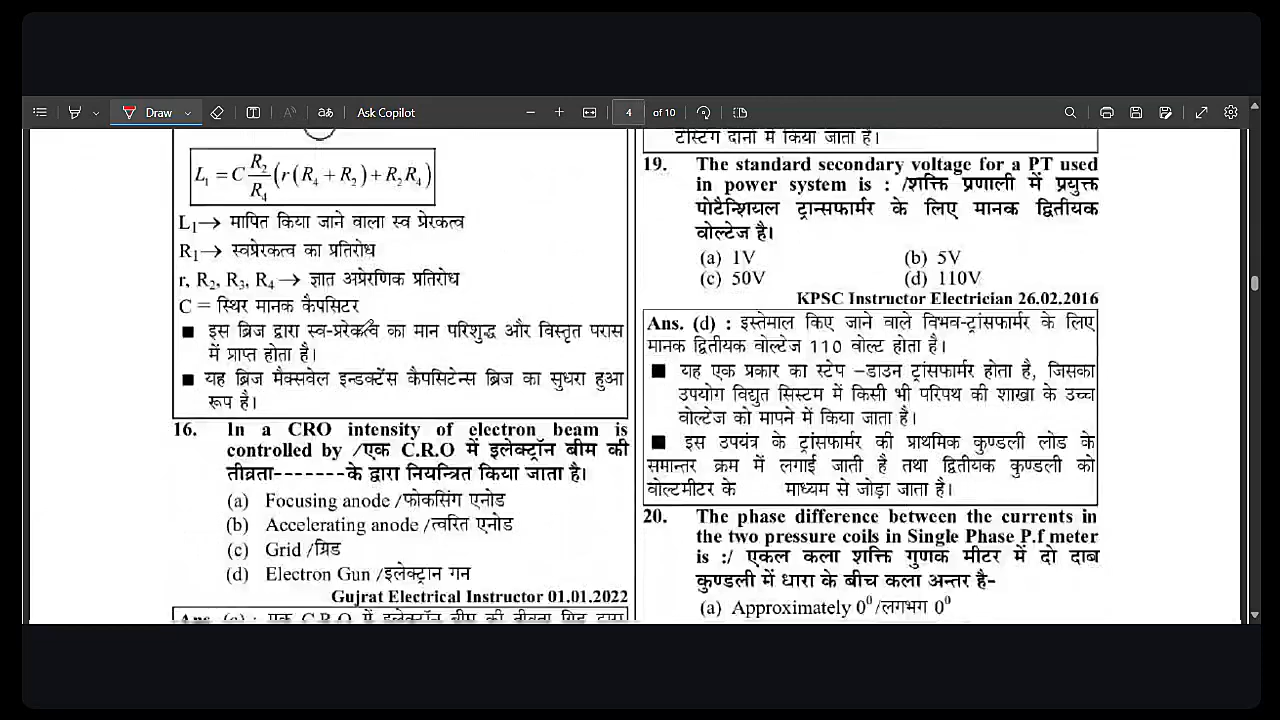 Draw
Ask Copilot
4 of 10
L₁ = C R₂/R₄ (r(R₄ + R₂) + R₂R₄)
L₁→ मापित किया जाने वाला स्व प्रेरकत्व
R₁→ स्वप्रेरकत्व का प्रतिरोध
r, R₂, R₃, R₄→ ज्ञात अप्रेरणिक प्रतिरोध
C = स्थिर मानक कैपसिटर
■ इस ब्रिज द्वारा स्व-प्ररेकत्व का मान परिशुद्ध और विस्तृत परास
में प्राप्त होता है।
■ यह ब्रिज मैक्सवेल इन्डक्टेंस कैपसिटेन्स ब्रिज का सुधरा हुआ
रूप है।
16. In a CRO intensity of electron beam is
controlled by /एक C.R.O में इलेक्ट्रॉन बीम की
तीव्रता-------के द्वारा नियन्त्रित किया जाता है।
(a) Focusing anode /फोकसिंग एनोड
(b) Accelerating anode /त्वरित एनोड
(c) Grid /ग्रिड
(d) Electron Gun /इलेक्ट्रान गन
Gujrat Electrical Instructor 01.01.2022
Ans. (c) : एक C.R.O में इलेक्ट्रॉन बीम की तीव्रता ग्रिड द्वारा
टेस्टिंग दोनों में किया जाता है।
19. The standard secondary voltage for a PT used
in power system is : /शक्ति प्रणाली में प्रयुक्त
पोटैन्शियल ट्रान्सफार्मर के लिए मानक द्वितीयक
वोल्टेज है।
(a) 1V (b) 5V
(c) 50V (d) 110V
KPSC Instructor Electrician 26.02.2016
Ans. (d) : इस्तेमाल किए जाने वाले विभव-ट्रांसफार्मर के लिए
मानक द्वितीयक वोल्टेज 110 वोल्ट होता है।
■ यह एक प्रकार का स्टेप –डाउन ट्रांसफार्मर होता है, जिसका
उपयोग विद्युत सिस्टम में किसी भी परिपथ की शाखा के उच्च
वोल्टेज को मापने में किया जाता है।
■ इस उपयंत्र के ट्रांसफार्मर की प्राथमिक कुण्डली लोड के
समान्तर क्रम में लगाई जाती है तथा द्वितीयक कुण्डली को
वोल्टमीटर के माध्यम से जोड़ा जाता है।
20. The phase difference between the currents in
the two pressure coils in Single Phase P.f meter
is :/ एकल कला शक्ति गुणक मीटर में दो दाब
कुण्डली में धारा के बीच कला अन्तर है-
(a) Approximately 0⁰/लगभग 0⁰